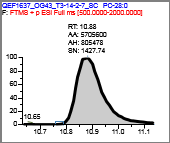 QEF1537_OG43_T3-14-2-7_SC PC-28:0
F: FTMS + p ESI Full ms [500.0000-2000.0000]
RT: 10.88
AA: 5705600
AH: 805478
SN: 1427.74
100
80
60
40
20
0
10.65
10.7 10.8 10.9 11.0 11.1